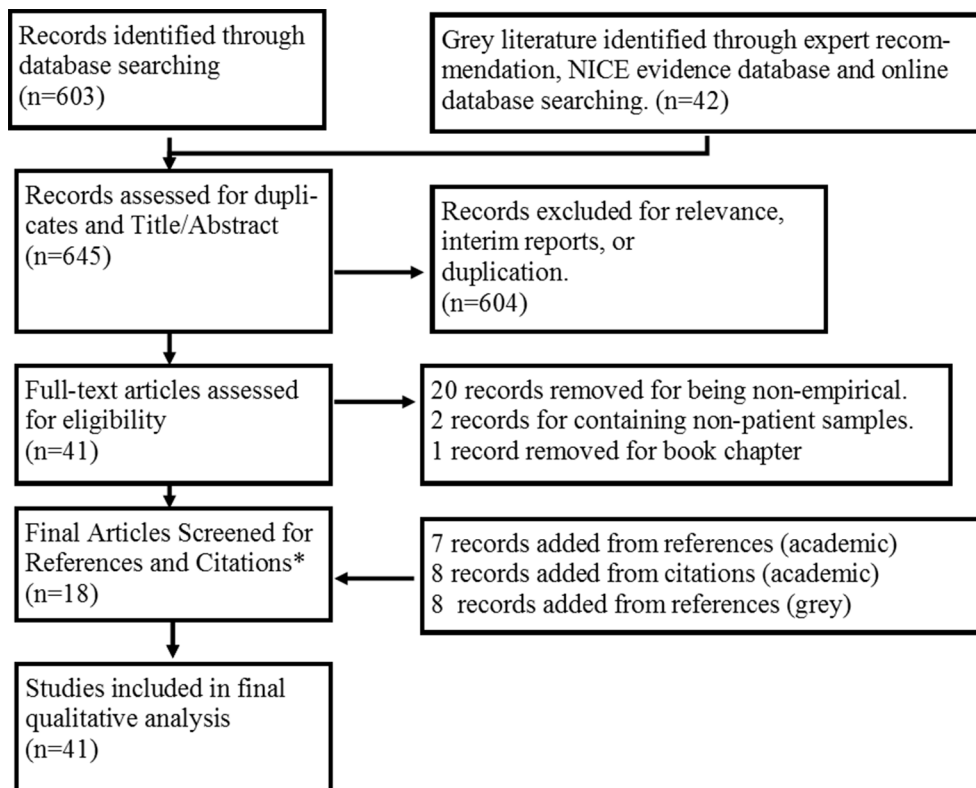 Records identified through
database searching
(n=603)
Grey literature identified through expert recom-
mendation, NICE evidence database and online
database searching. (n=42)
Records assessed for dupli-
cates and Title/Abstract
(n=645)
Records excluded for relevance,
interim reports, or
duplication.
(n=604)
Full-text articles assessed
for eligibility
(n=41)
20 records removed for being non-empirical.
2 records for containing non-patient samples.
1 record removed for book chapter
Final Articles Screened for
References and Citations*
(n=18)
7 records added from references (academic)
8 records added from citations (academic)
8 records added from references (grey)
Studies included in final
qualitative analysis
(n=41)